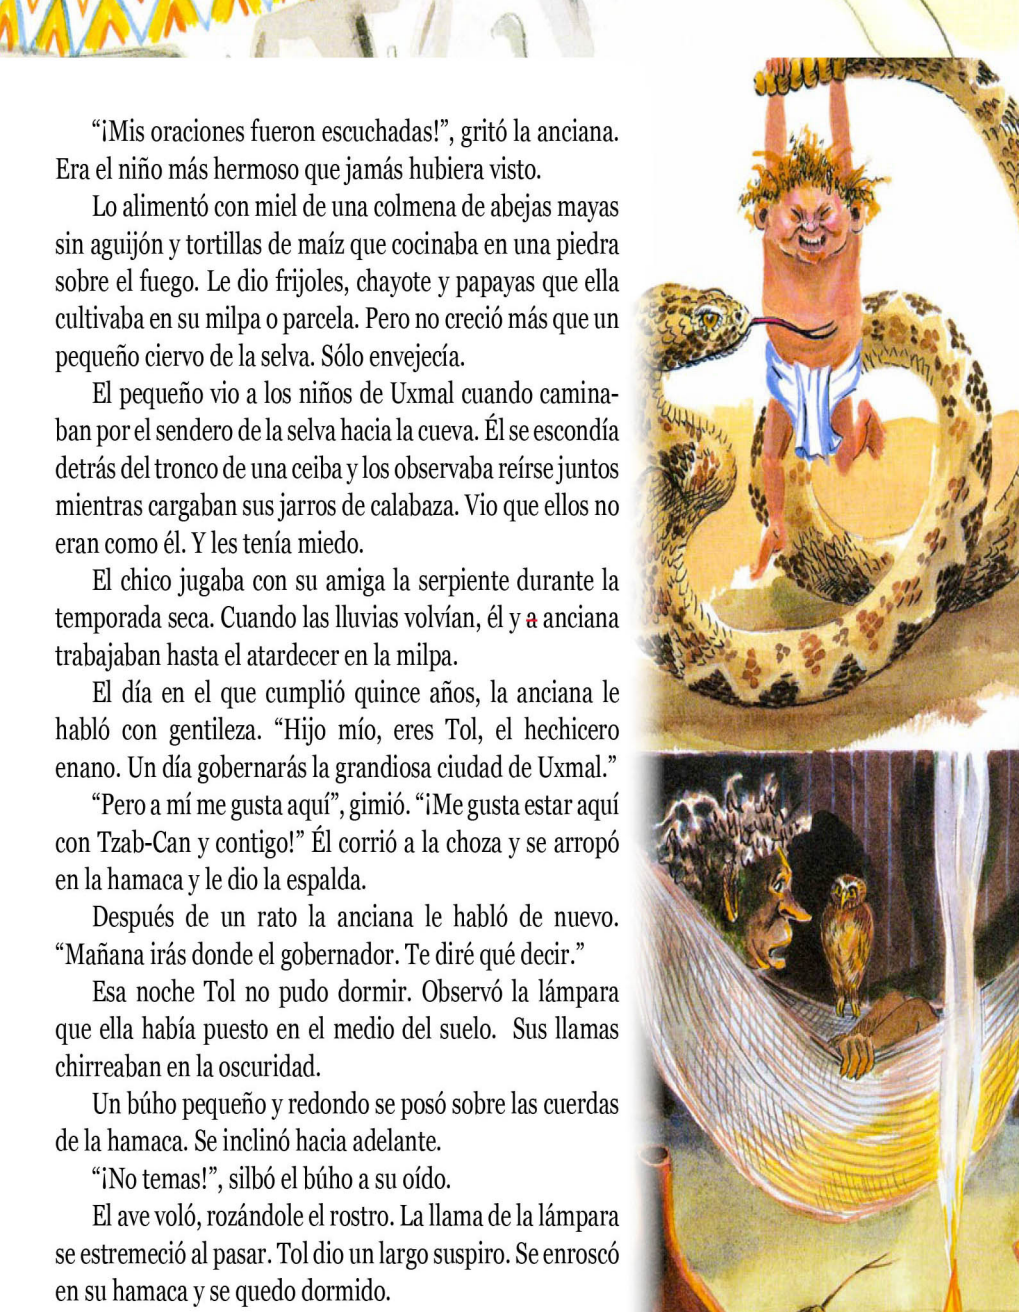 “¡Mis oraciones fueron escuchadas!”, gritó la anciana.
Era el niño más hermoso que jamás hubiera visto.
Lo alimentó con miel de una colmena de abejas mayas
sin aguijón y tortillas de maíz que cocinaba en una piedra
sobre el fuego. Le dio frijoles, chayote y papayas que ella
cultivaba en su milpa o parcela. Pero no creció más que un
pequeño ciervo de la selva. Sólo envejecía.
El pequeño vio a los niños de Uxmal cuando camina-
ban por el sendero de la selva hacia la cueva. Él se escondía
detrás del tronco de una ceiba y los observaba reírse juntos
mientras cargaban sus jarros de calabaza. Vio que ellos no
eran como él. Y les tenía miedo.
El chico jugaba con su amiga la serpiente durante la
temporada seca. Cuando las lluvias volvían, él y a anciana
trabajaban hasta el atardecer en la milpa.
El día en el que cumplió quince años, la anciana le
habló con gentileza. “Hijo mío, eres Tol, el hechicero
enano. Un día gobernarás la grandiosa ciudad de Uxmal.”
“Pero a mí me gusta aquí”, gimió. “¡Me gusta estar aquí
con Tzab-Can y contigo!” Él corrió a la choza y se arropó
en la hamaca y le dio la espalda.
Después de un rato la anciana le habló de nuevo.
“Mañana irás donde el gobernador. Te diré qué decir.”
Esa noche Tol no pudo dormir. Observó la lámpara
que ella había puesto en el medio del suelo. Sus llamas
chirreaban en la oscuridad.
Un búho pequeño y redondo se posó sobre las cuerdas
de la hamaca. Se inclinó hacia adelante.
“¡No temas!”, silbó el búho a su oído.
El ave voló, rozándole el rostro. La llama de la lámpara
se estremeció al pasar. Tol dio un largo suspiro. Se enroscó
en su hamaca y se quedo dormido.